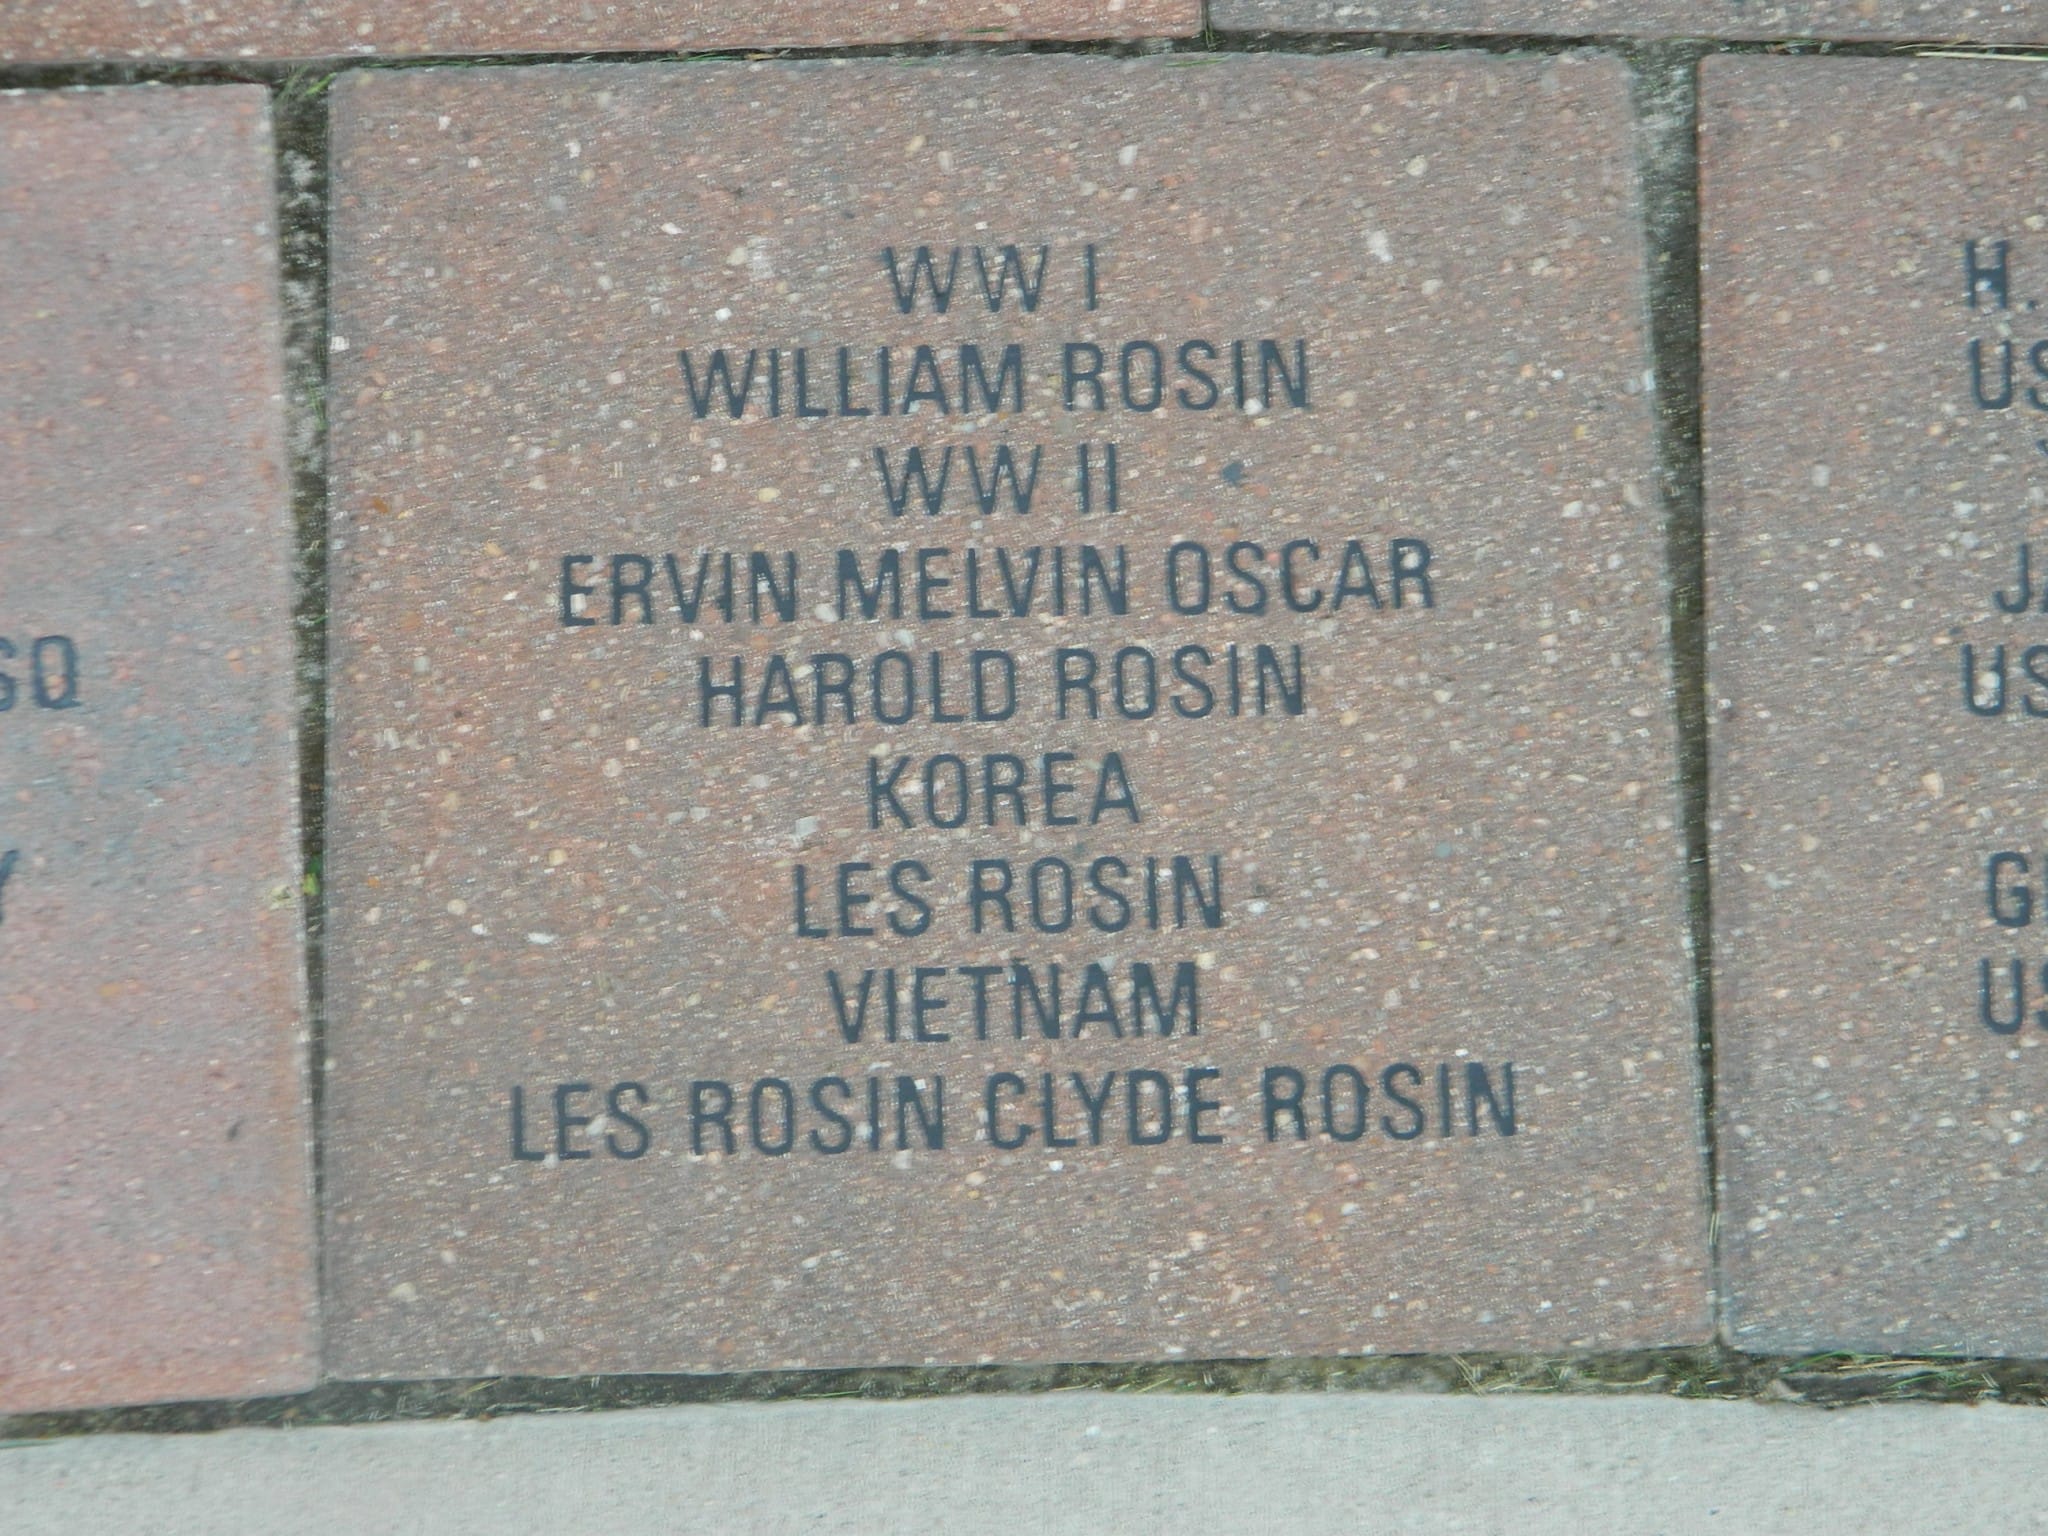 WW I
WILLIAM ROSIN
WW II
ERVIN MELVIN OSCAR
HAROLD ROSIN
KOREA
LES ROSIN
VIETNAM
LES ROSIN CLYDE ROSIN
H.